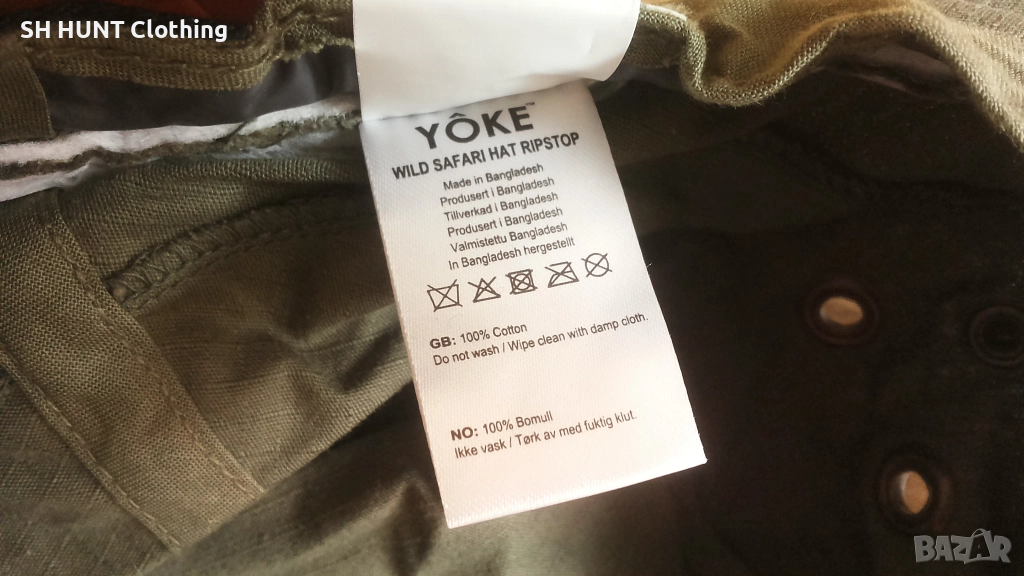 SH HUNT Clothing
YÔKE™
WILD SAFARI HAT RIPSTOP
Made in Bangladesh
Produsert i Bangladesh
Tillverkad i Bangladesh
Produsert i Bangladesh
Valmistettu Bangladesh
In Bangladesh hergestellt
GB: 100% Cotton
Do not wash / Wipe clean with damp cloth.
NO: 100% Bomull
Ikke vask / Tørk av med fuktig klut.
BAZAR